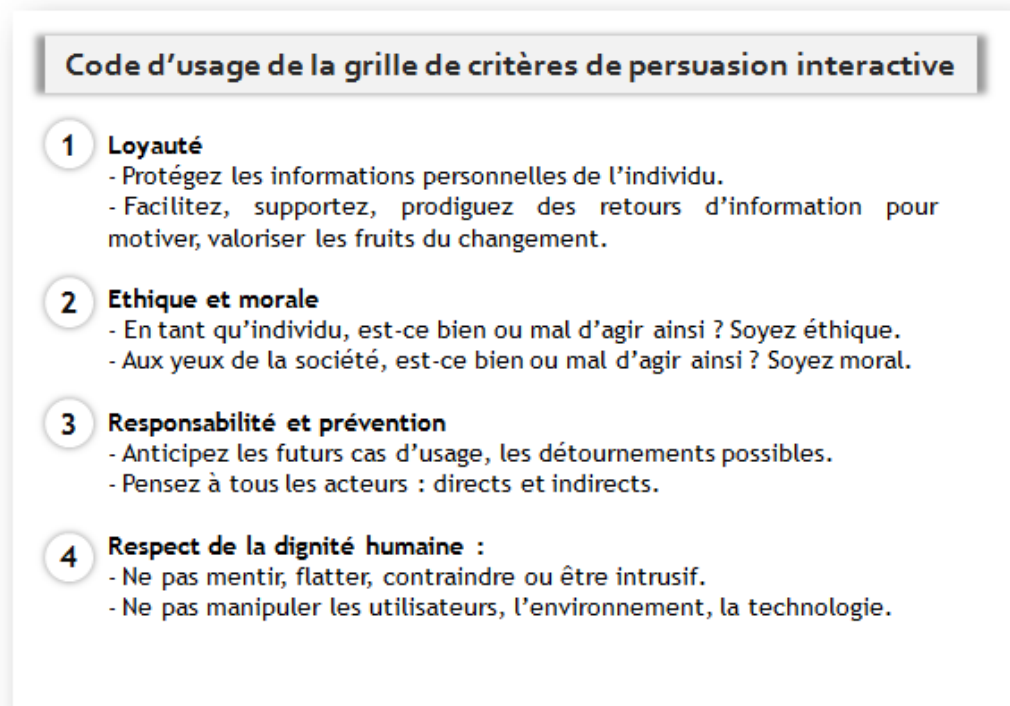 Code d'usage de la grille de critères de persuasion interactive
1 Loyauté
- Protégez les informations personnelles de l'individu.
- Facilitez, supportez, prodiguez des retours d'information pour
motiver, valoriser les fruits du changement.
2 Ethique et morale
- En tant qu'individu, est-ce bien ou mal d'agir ainsi ? Soyez éthique.
- Aux yeux de la société, est-ce bien ou mal d'agir ainsi ? Soyez moral.
3 Responsabilité et prévention
- Anticipez les futurs cas d'usage, les détournements possibles.
- Pensez à tous les acteurs : directs et indirects.
4 Respect de la dignité humaine :
- Ne pas mentir, flatter, contraindre ou être intrusif.
- Ne pas manipuler les utilisateurs, l'environnement, la technologie.